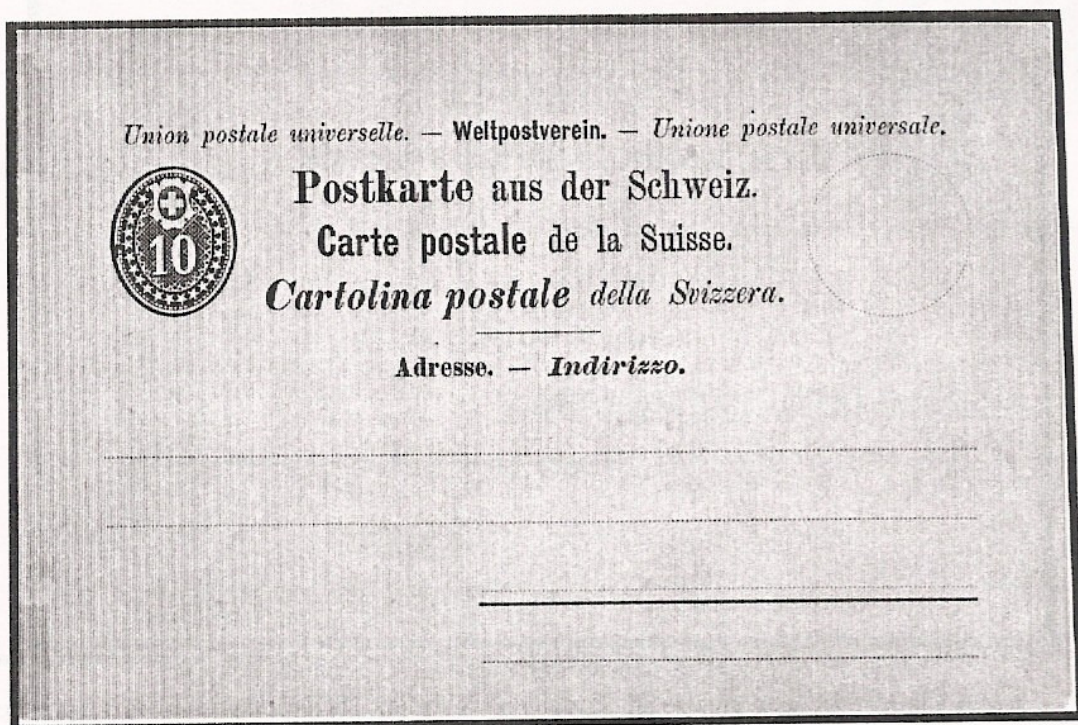 Union postale universelle. — Weltpostverein. — Unione postale universale.
10
Postkarte aus der Schweiz.
Carte postale de la Suisse.
Cartolina postale della Svizzera.
Adresse. — Indirizzo.